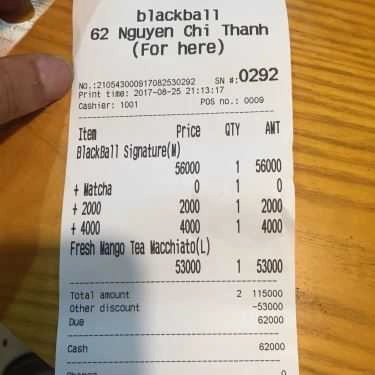 blackball
62 Nguyen Chi Thanh
(For here)
No.:210543000917082530292 SN #:0292
Print time: 2017-08-25 21:13:17
Cashier: 1001 POS no.: 0009
Item Price QTY AMT
BlackBall Signature(M)
56000 1 56000
+ Matcha 0 1 0
+ 2000 2000 1 2000
+ 4000 4000 1 4000
Fresh Mango Tea Macchiato(L)
53000 1 53000
Total amount 2 115000
Other discount -53000
Due 62000
Cash 62000
Change 0